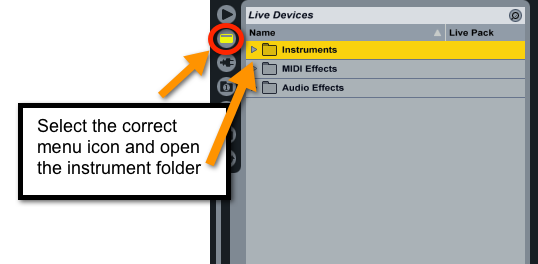 Live Devices
Name Live Pack
Instruments
MIDI Effects
Audio Effects
Select the correct
menu icon and open
the instrument folder